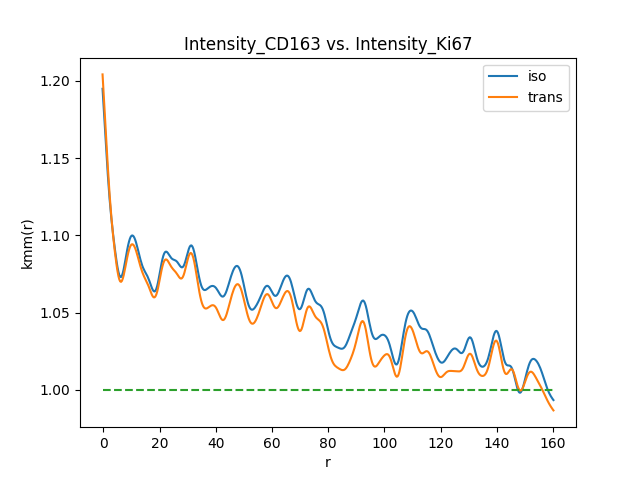 Intensity_CD163 vs. Intensity_Ki67
iso
trans
1.20
1.15
1.10
1.05
1.00
kmm(r)
0 20 40 60 80 100 120 140 160
r